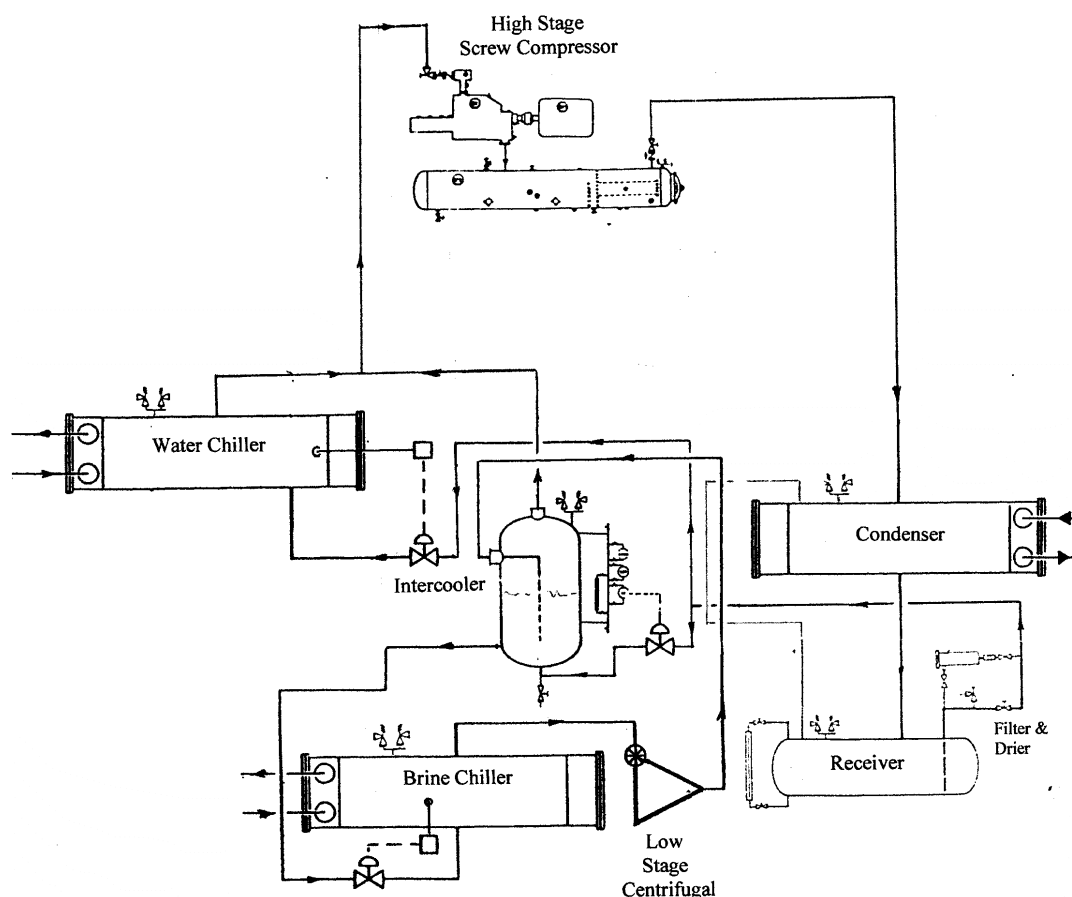 High Stage
Screw Compressor
Water Chiller
Condenser
Intercooler
Filter &
Drier
Receiver
Brine Chiller
Low
Stage
Centrifugal